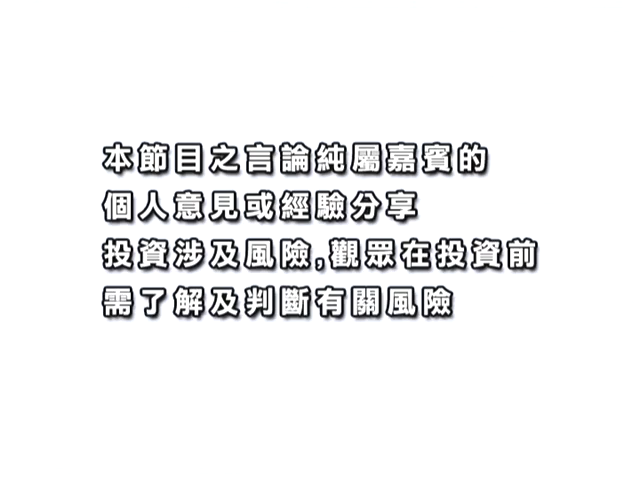 本節目之言論純屬嘉賓的
個人意見或經驗分享
投資涉及風險,觀眾在投資前
需了解及判斷有關風險